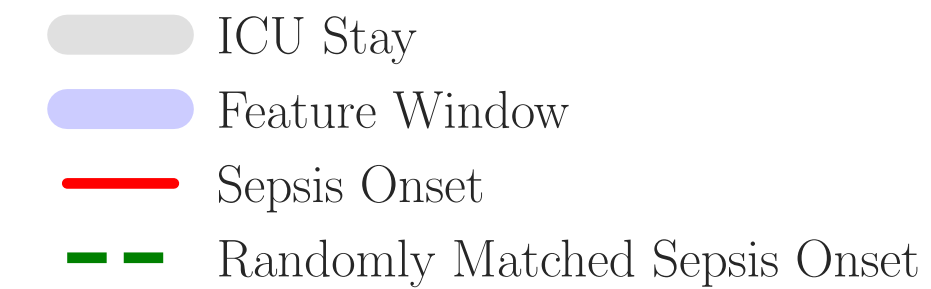 ICU Stay
Feature Window
Sepsis Onset
Randomly Matched Sepsis Onset